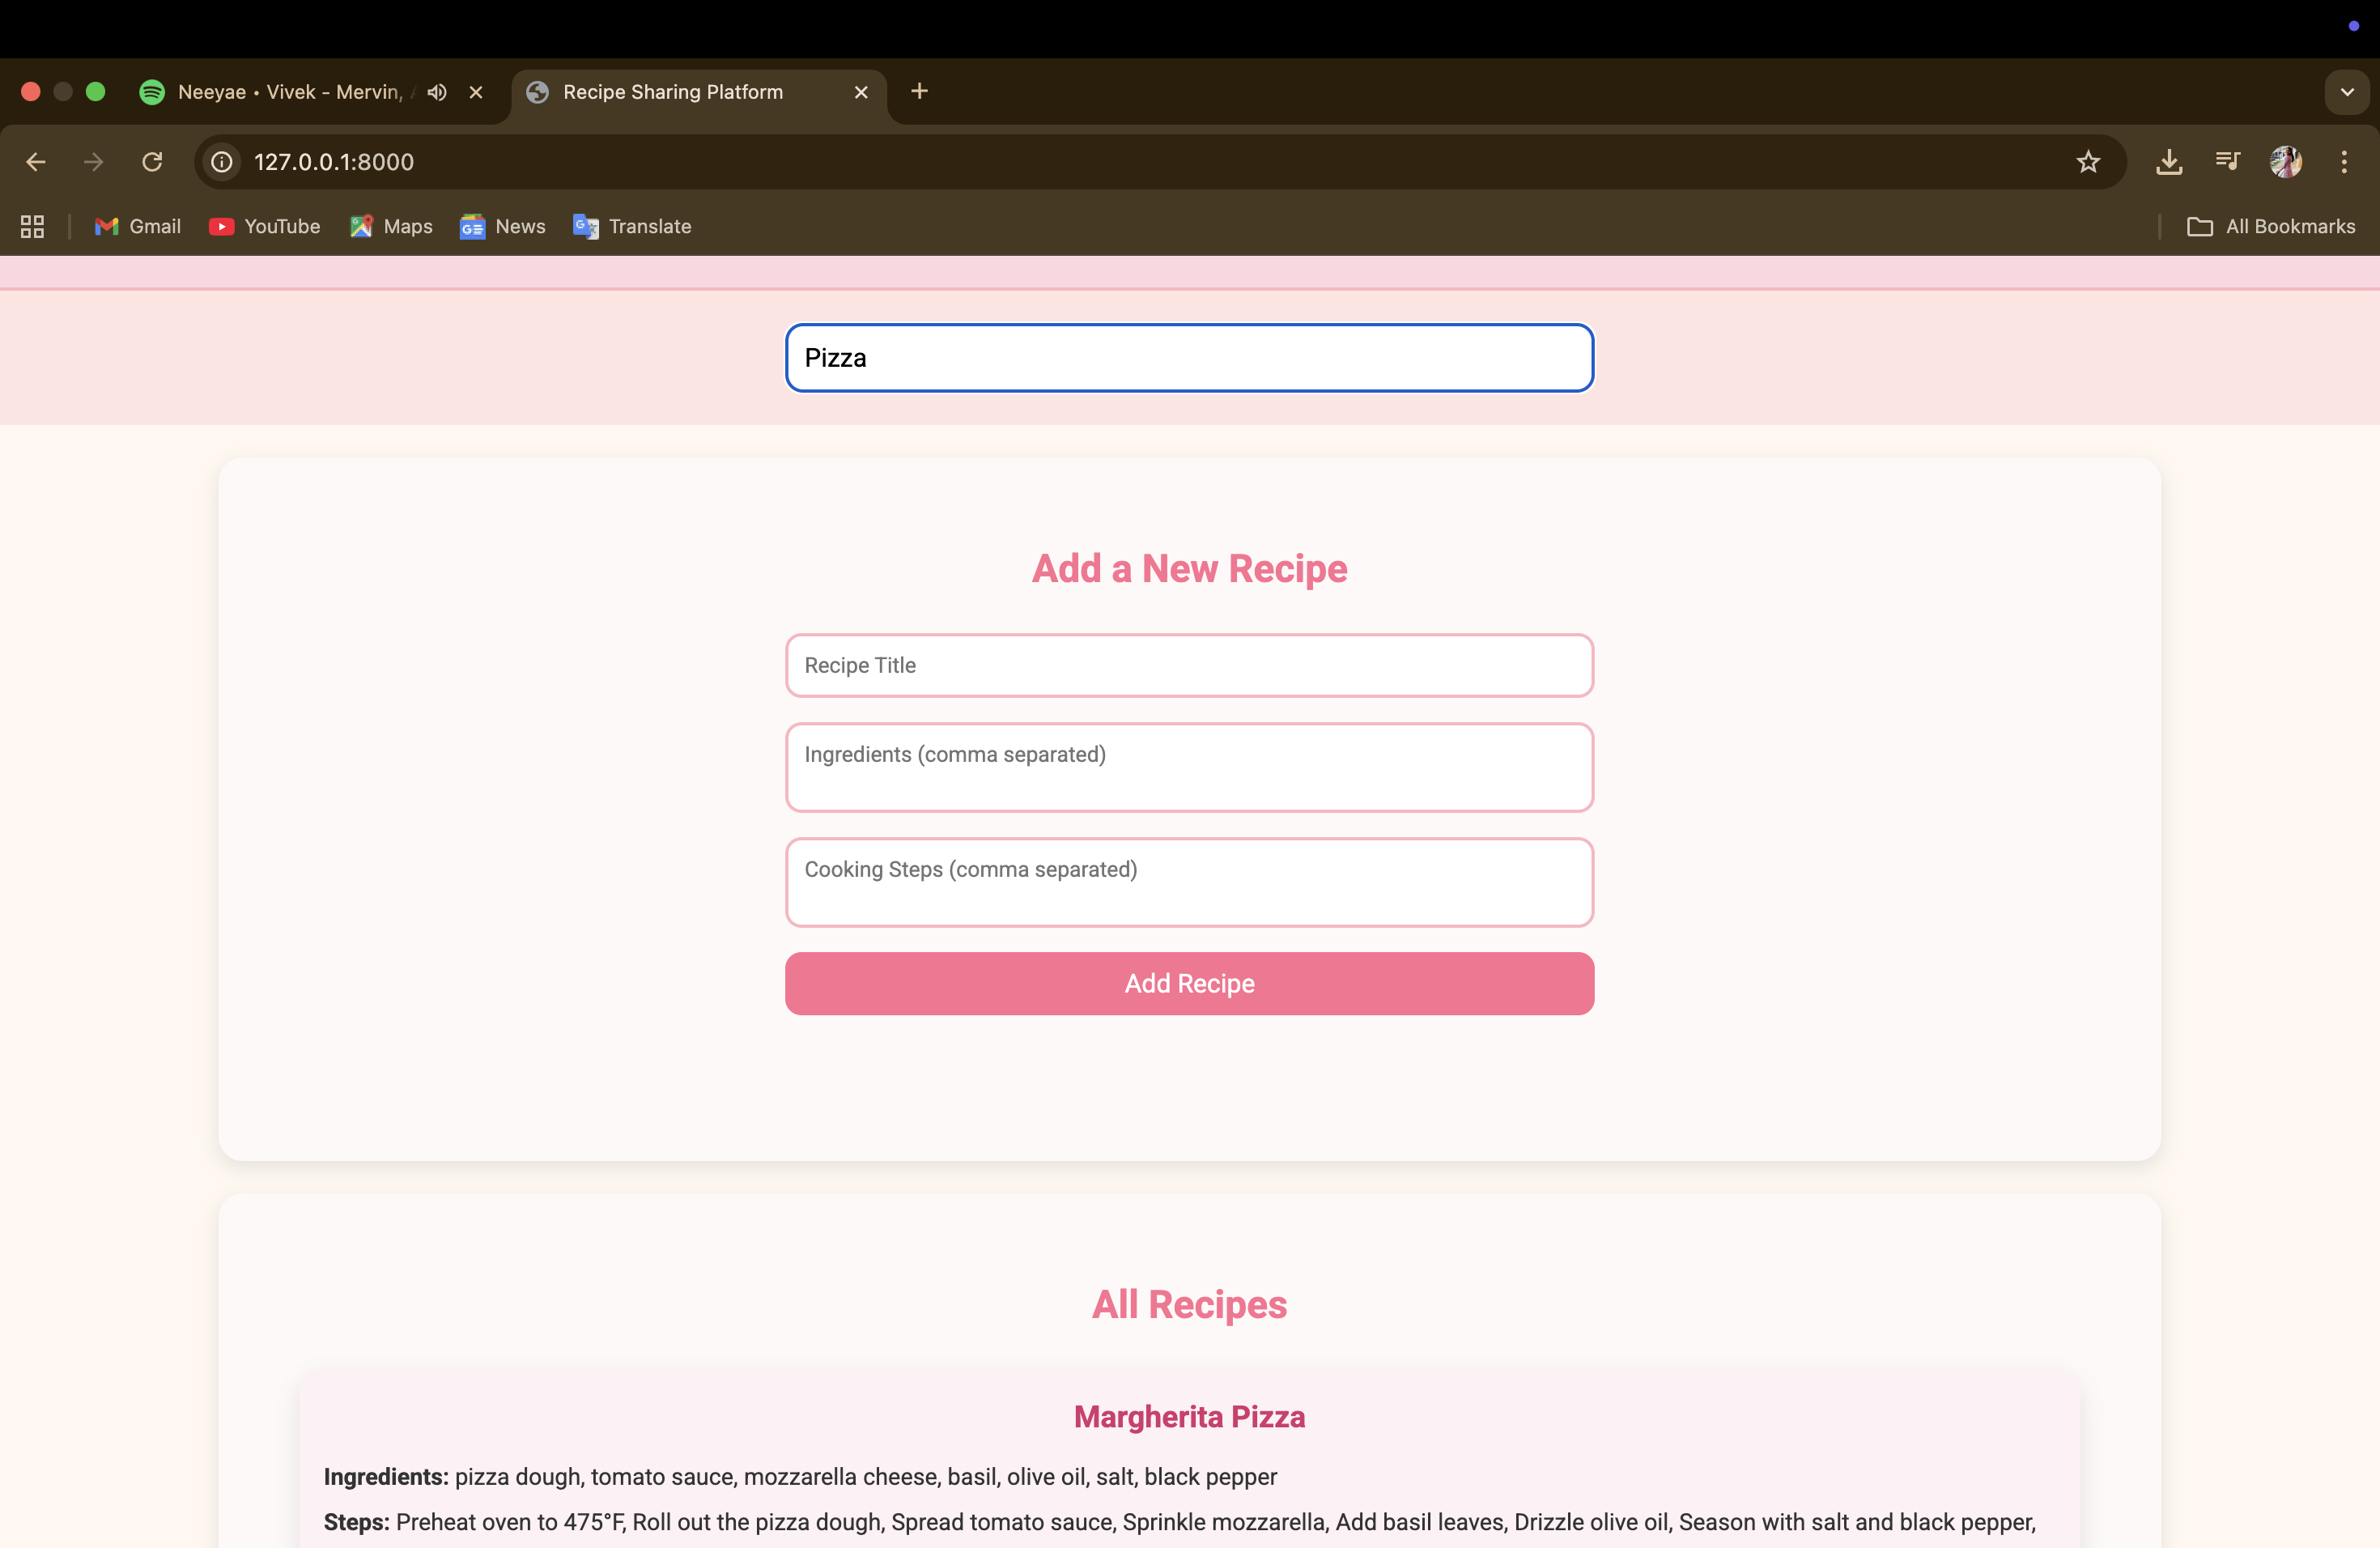 Neeyae • Vivek - Mervin,
Recipe Sharing Platform
127.0.0.1:8000
Gmail
YouTube
Maps
News
Translate
All Bookmarks
Pizza
Add a New Recipe
Recipe Title
Ingredients (comma separated)
Cooking Steps (comma separated)
Add Recipe
All Recipes
Margherita Pizza
Ingredients: pizza dough, tomato sauce, mozzarella cheese, basil, olive oil, salt, black pepper
Steps: Preheat oven to 475°F, Roll out the pizza dough, Spread tomato sauce, Sprinkle mozzarella, Add basil leaves, Drizzle olive oil, Season with salt and black pepper,